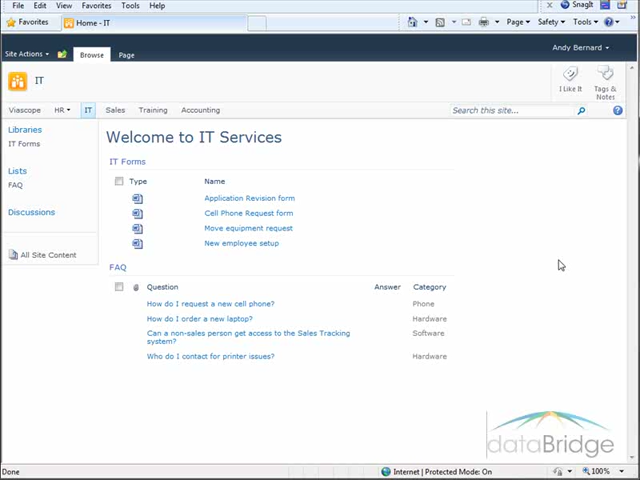 File Edit View Favorites Tools Help SnagIt
Favorites Home - IT Page Safety Tools
Andy Bernard
Site Actions Browse Page
IT
I Like It Tags & Notes
Viascope HR IT Sales Training Accounting Search this site...
Libraries
IT Forms
Lists
FAQ
Discussions
All Site Content
Welcome to IT Services
IT Forms
Type Name
Application Revision form
Cell Phone Request form
Move equipment request
New employee setup
FAQ
Question Answer Category
How do I request a new cell phone? Phone
How do I order a new laptop? Hardware
Can a non-sales person get access to the Sales Tracking Software
system?
Who do I contact for printer issues? Hardware
dataBridge
Done Internet | Protected Mode: On 100%